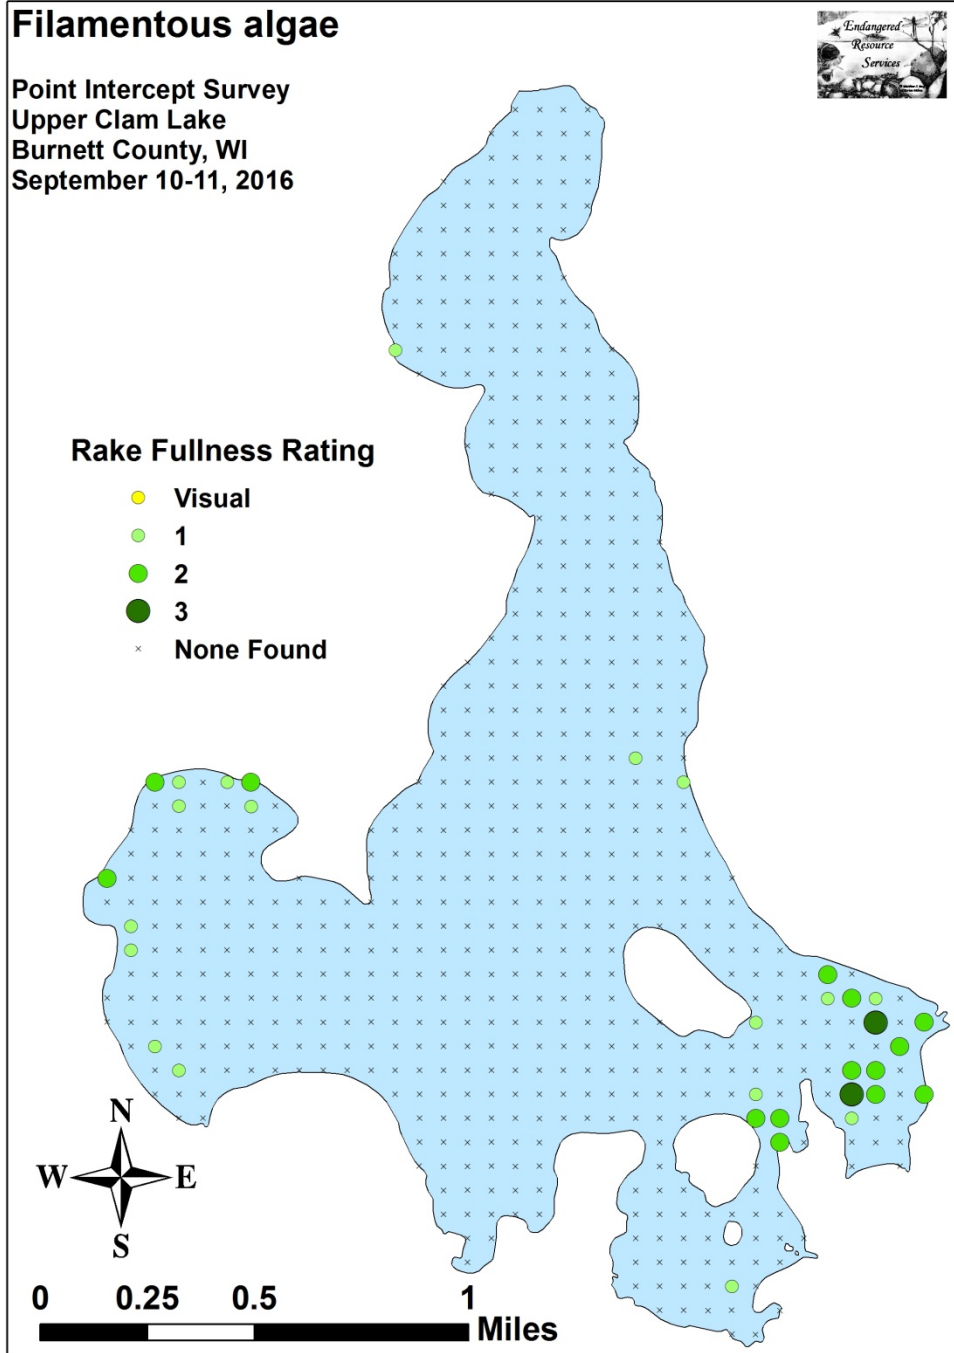 Filamentous algae
Point Intercept Survey
Upper Clam Lake
Burnett County, WI
September 10-11, 2016
Endangered
Resource
Services
Rake Fullness Rating
Visual
1
2
3
None Found
N
W E
S
0 0.25 0.5 1
Miles